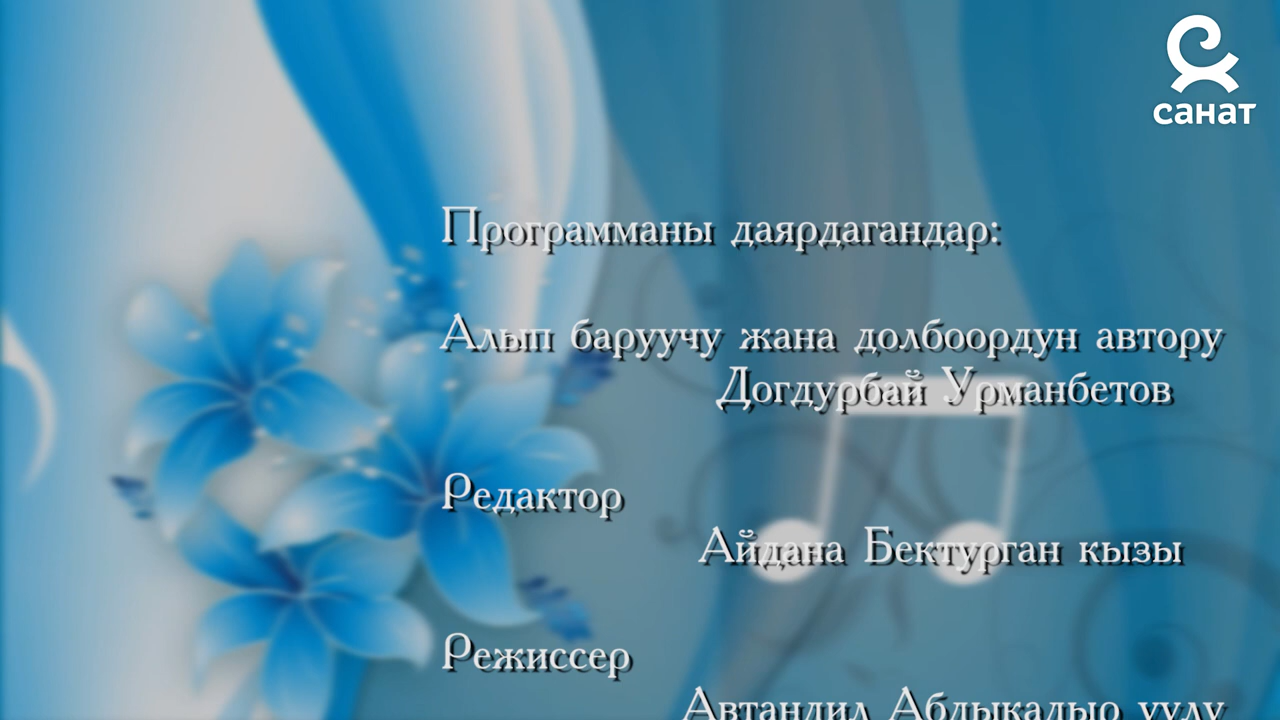 санат
Программаны даярдагандар:
Алып баруучу жана долбоордун автору
Догдурбай Урманбетов
Редактор
Айдана Бектурган кызы
Режиссер
Автандил Абдыкадыр уулу